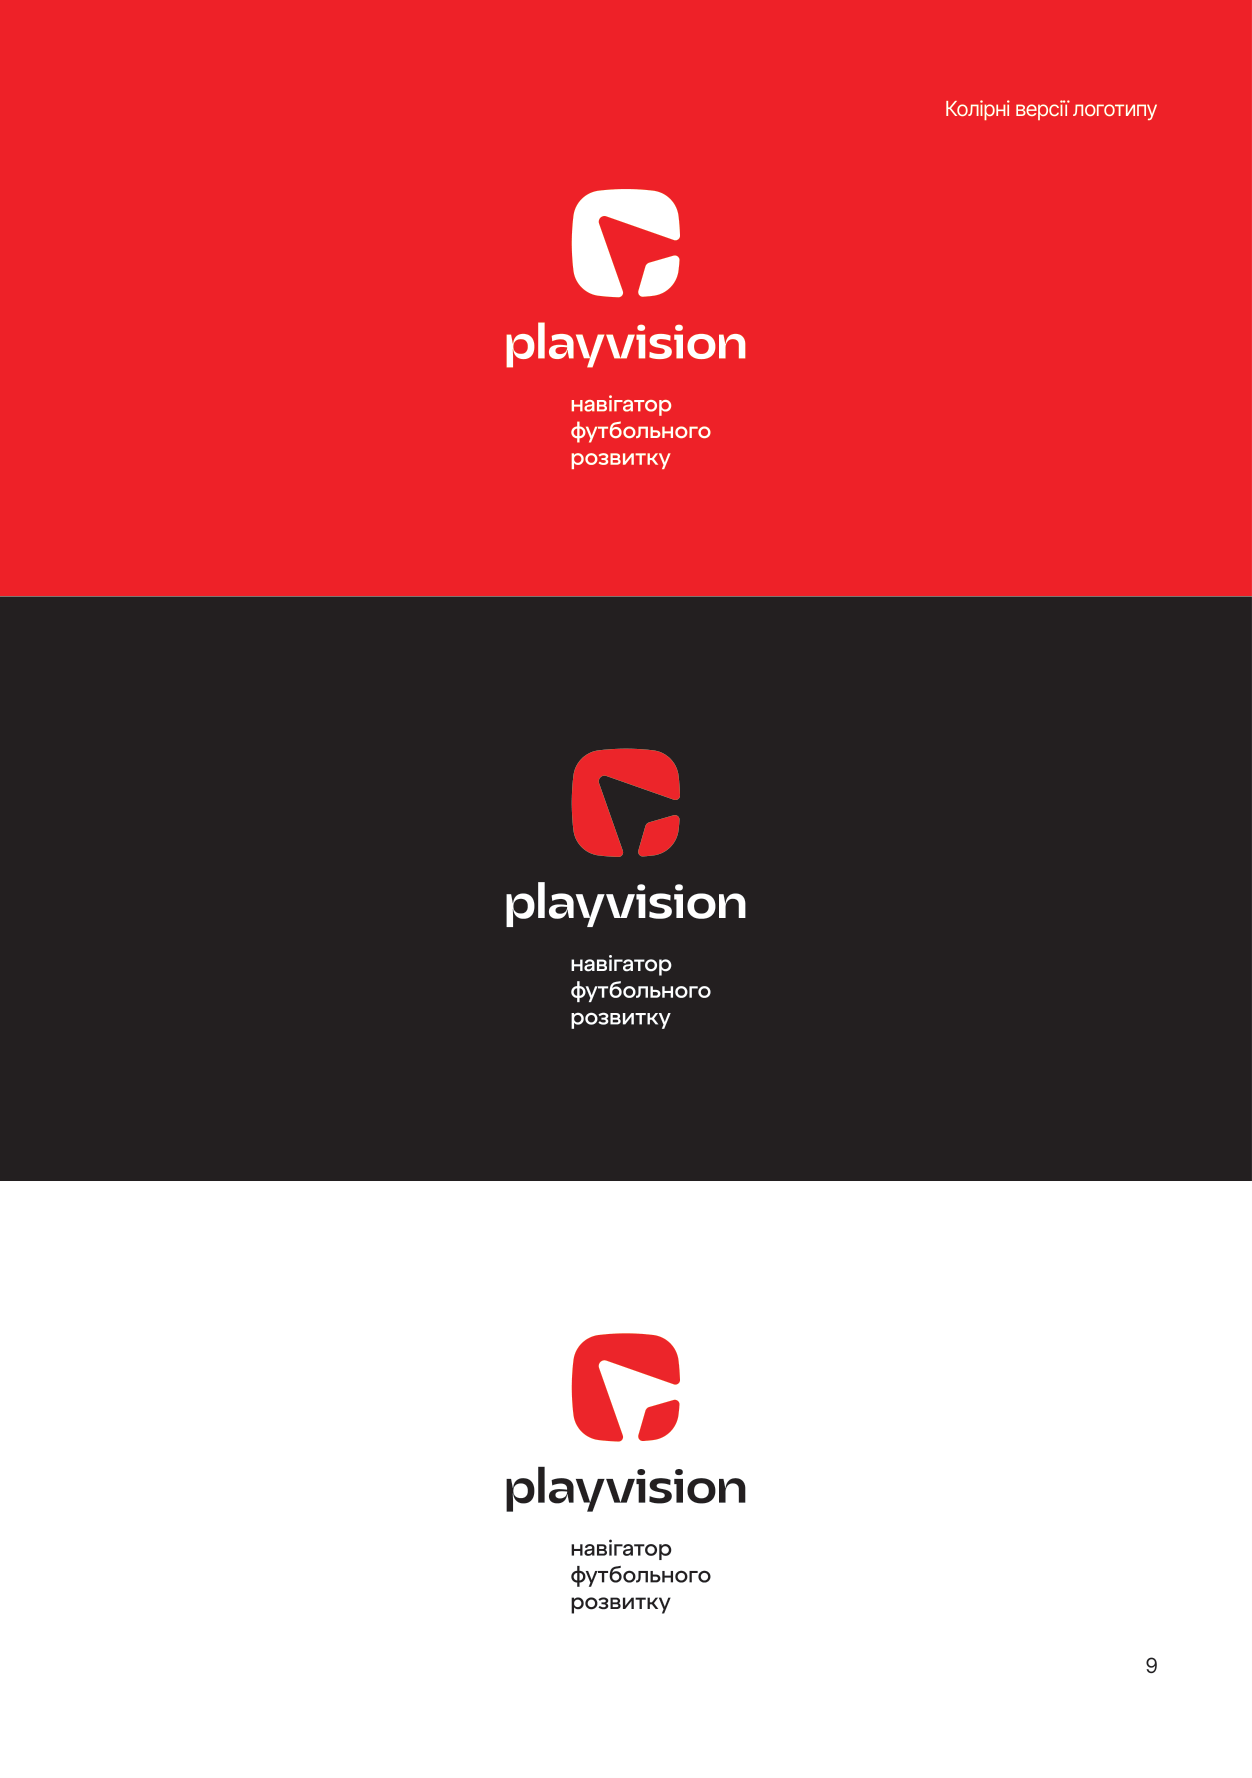 Колірні версії логотипу
playvision
навігатор
футбольного
розвитку
playvision
навігатор
футбольного
розвитку
playvision
навігатор
футбольного
розвитку
9